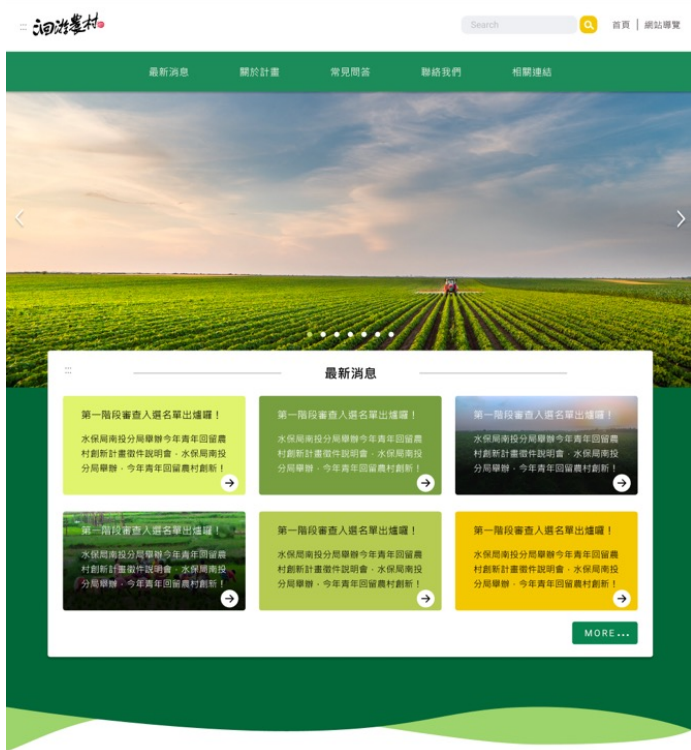 :::
洄游農村
Search
首頁 | 網站導覽
最新消息 關於計畫 常見問答 聯絡我們 相關連結
:::
最新消息
第一階段審查入選名單出爐囉！
水保局南投分局舉辦今年青年回留農
村創新計畫徵件說明會，水保局南投
分局舉辦，今年青年回留農村創新！
第一階段審查入選名單出爐囉！
水保局南投分局舉辦今年青年回留農
村創新計畫徵件說明會，水保局南投
分局舉辦，今年青年回留農村創新！
第一階段審查入選名單出爐囉！
水保局南投分局舉辦今年青年回留農
村創新計畫徵件說明會，水保局南投
分局舉辦，今年青年回留農村創新！
第一階段審查入選名單出爐囉！
水保局南投分局舉辦今年青年回留農
村創新計畫徵件說明會，水保局南投
分局舉辦，今年青年回留農村創新！
第一階段審查入選名單出爐囉！
水保局南投分局舉辦今年青年回留農
村創新計畫徵件說明會，水保局南投
分局舉辦，今年青年回留農村創新！
第一階段審查入選名單出爐囉！
水保局南投分局舉辦今年青年回留農
村創新計畫徵件說明會，水保局南投
分局舉辦，今年青年回留農村創新！
MORE...